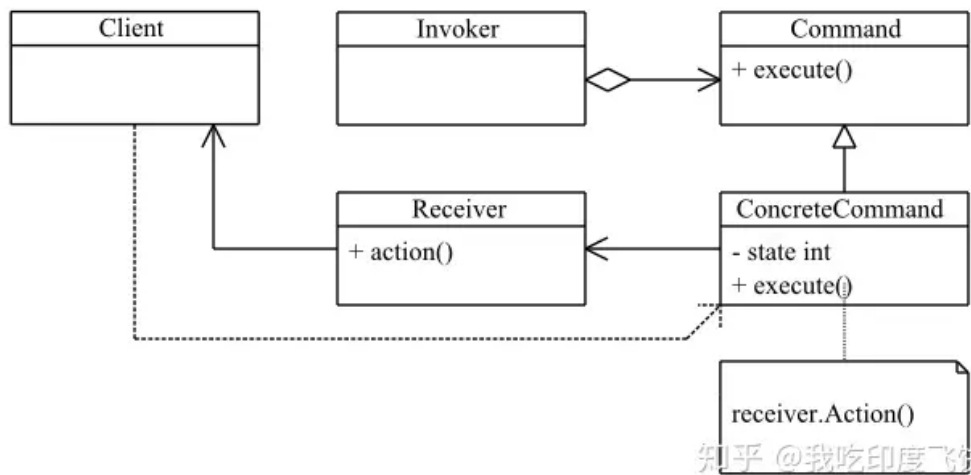 Client
Invoker
Command
+ execute()
Receiver
+ action()
ConcreteCommand
- state int
+ execute()
receiver.Action()
知乎 @我吃印度飞